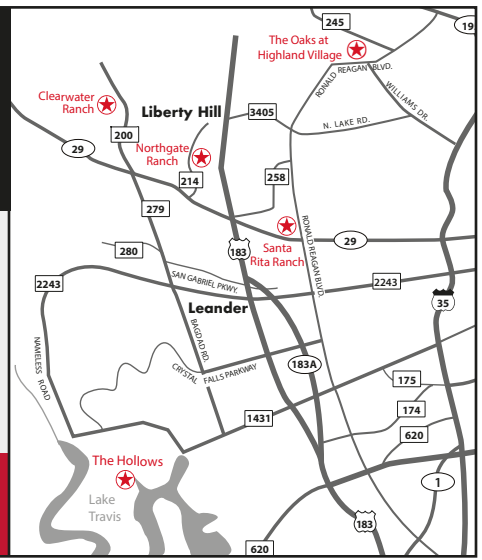 245
19
The Oaks at
Highland Village
RONALD REAGAN BLVD.
WILLIAMS DR.
Clearwater
Ranch
Liberty Hill
3405
N. LAKE RD.
200
29
Northgate
Ranch
214
258
279
RONALD REAGAN BLVD.
280
183
Santa
Rita Ranch
29
2243
SAN GABRIEL PKWY.
2243
35
Leander
BAGDAD RD.
NAMELESS ROAD
CRYSTAL FALLS PARKWAY
183A
175
174
1431
620
The Hollows
Lake
Travis
1
183
620